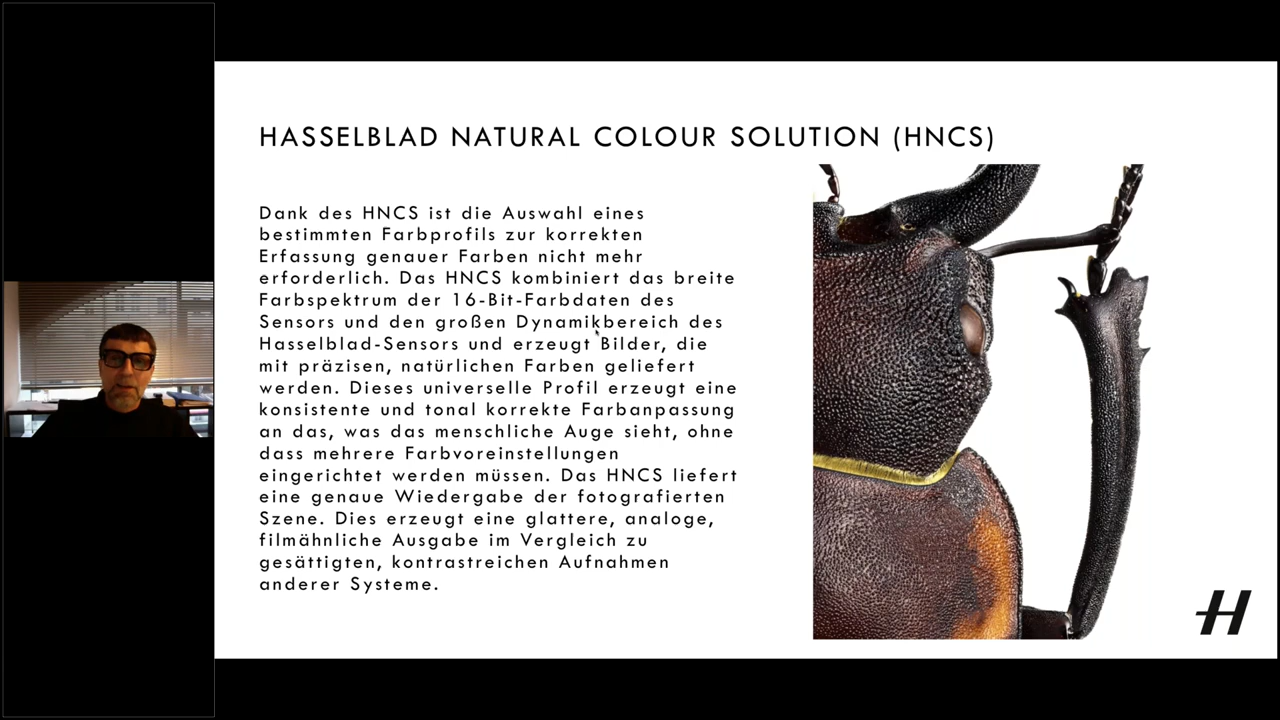 HASSELBLAD NATURAL COLOUR SOLUTION (HNCS)
Dank des HNCS ist die Auswahl eines
bestimmten Farbprofils zur korrekten
Erfassung genauer Farben nicht mehr
erforderlich. Das HNCS kombiniert das breite
Farbspektrum der 16-Bit-Farbdaten des
Sensors und den großen Dynamikbereich des
Hasselblad-Sensors und erzeugt Bilder, die
mit präzisen, natürlichen Farben geliefert
werden. Dieses universelle Profil erzeugt eine
konsistente und tonal korrekte Farbanpassung
an das, was das menschliche Auge sieht, ohne
dass mehrere Farbvoreinstellungen
eingerichtet werden müssen. Das HNCS liefert
eine genaue Wiedergabe der fotografierten
Szene. Dies erzeugt eine glattere, analoge,
filmähnliche Ausgabe im Vergleich zu
gesättigten, kontrastreichen Aufnahmen
anderer Systeme.
H